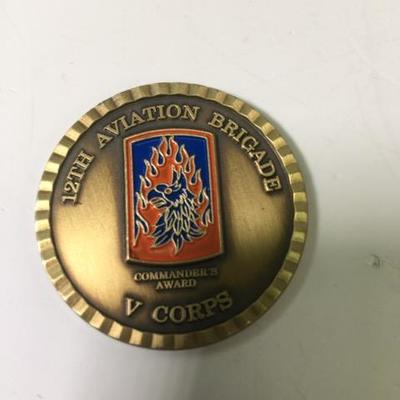 12TH AVIATION BRIGADE
COMMANDER'S
AWARD
V CORPS